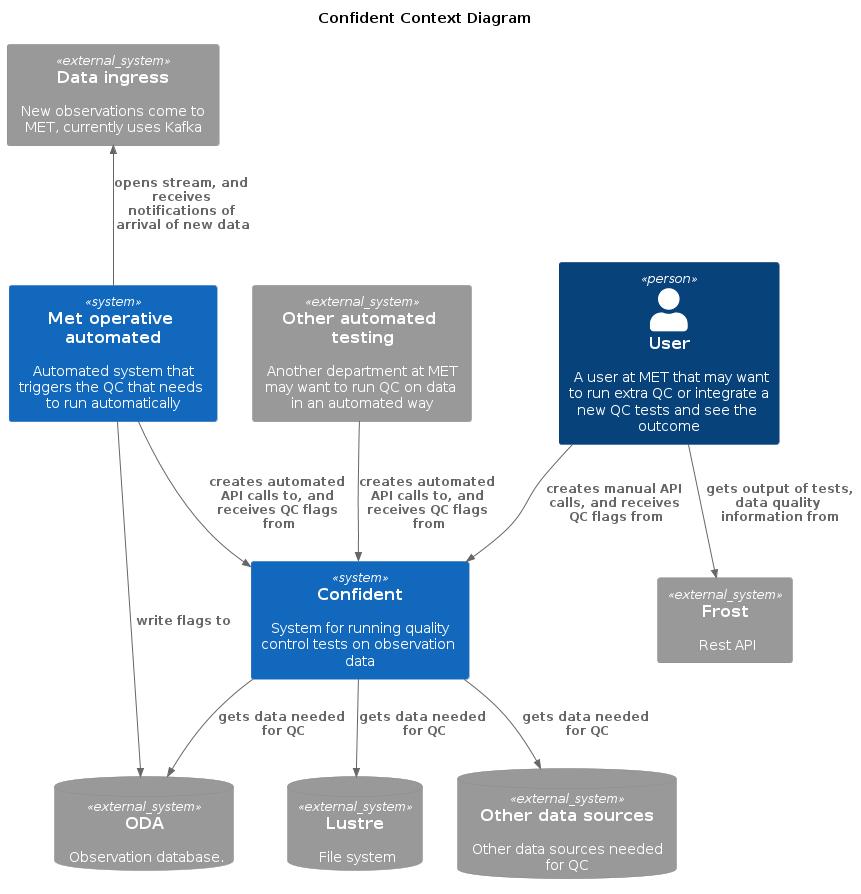 Confident Context Diagram
«external_system»
Data ingress
New observations come to
MET, currently uses Kafka
opens stream, and
receives
notifications of
arrival of new data
«system»
Met operative
automated
Automated system that
triggers the QC that needs
to run automatically
«external_system»
Other automated
testing
Another department at MET
may want to run QC on data
in an automated way
«person»
User
A user at MET that may want
to run extra QC or integrate a
new QC tests and see the
outcome
creates automated
API calls to, and
receives QC flags
from
creates automated
API calls to, and
receives QC flags
from
creates manual API
calls, and receives
QC flags from
gets output of tests,
data quality
information from
«system»
Confident
System for running quality
control tests on observation
data
«external_system»
Frost
Rest API
write flags to
gets data needed
for QC
gets data needed
for QC
gets data needed
for QC
«external_system»
ODA
Observation database.
«external_system»
Lustre
File system
«external_system»
Other data sources
Other data sources needed
for QC